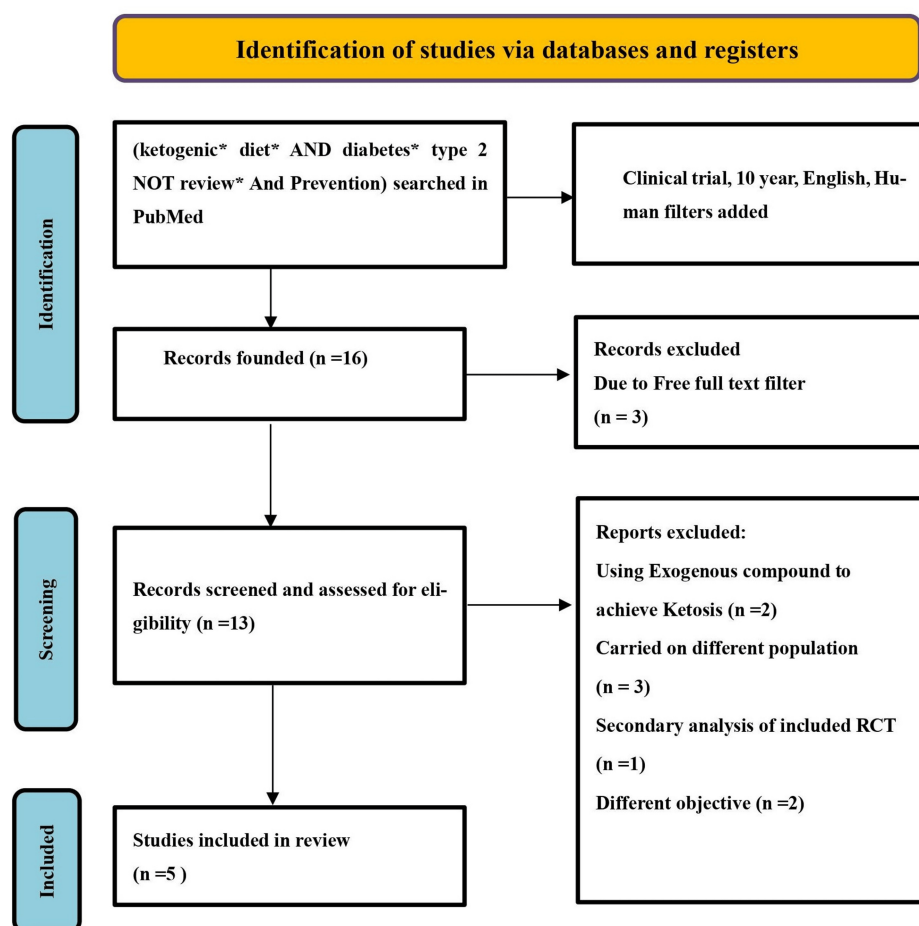 Identification of studies via databases and registers
Identification
(ketogenic* diet* AND diabetes* type 2
NOT review* And Prevention) searched in
PubMed
Clinical trial, 10 year, English, Hu-
man filters added
Records founded (n =16)
Records excluded
Due to Free full text filter
(n = 3)
Screening
Records screened and assessed for eli-
gibility (n =13)
Reports excluded:
Using Exogenous compound to
achieve Ketosis (n =2)
Carried on different population
(n = 3)
Secondary analysis of included RCT
(n =1)
Different objective (n =2)
Included
Studies included in review
(n =5 )